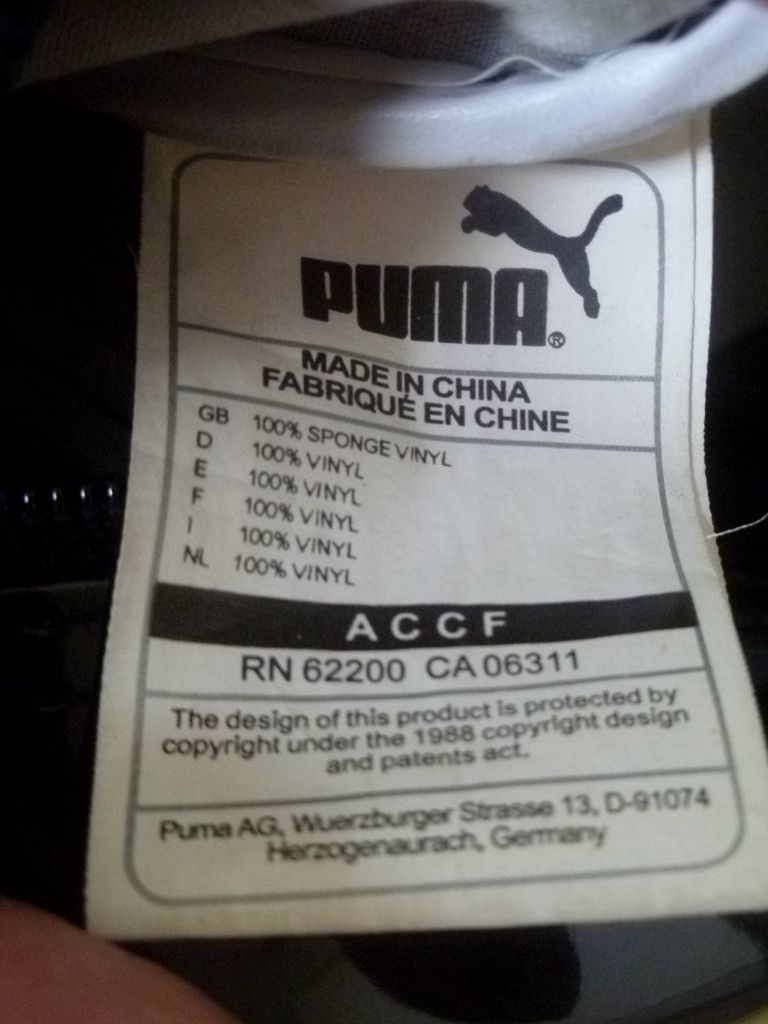 PUMA®
MADE IN CHINA
FABRIQUÉ EN CHINE
GB 100% SPONGE VINYL
D 100% VINYL
E 100% VINYL
F 100% VINYL
I 100% VINYL
NL 100% VINYL
ACCF
RN 62200 CA 06311
The design of this product is protected by
copyright under the 1988 copyright design
and patents act.
Puma AG, Wuerzburger Strasse 13, D-91074
Herzogenaurach, Germany